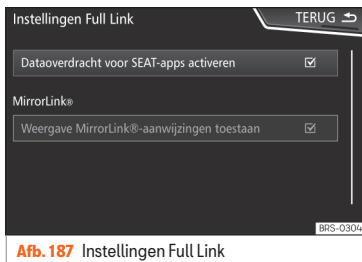 Instellingen Full Link TERUG
Dataoverdracht voor SEAT-apps activeren
MirrorLink®
Weergave MirrorLink®-aanwijzingen toestaan
BRS-0304
Afb. 187 Instellingen Full Link